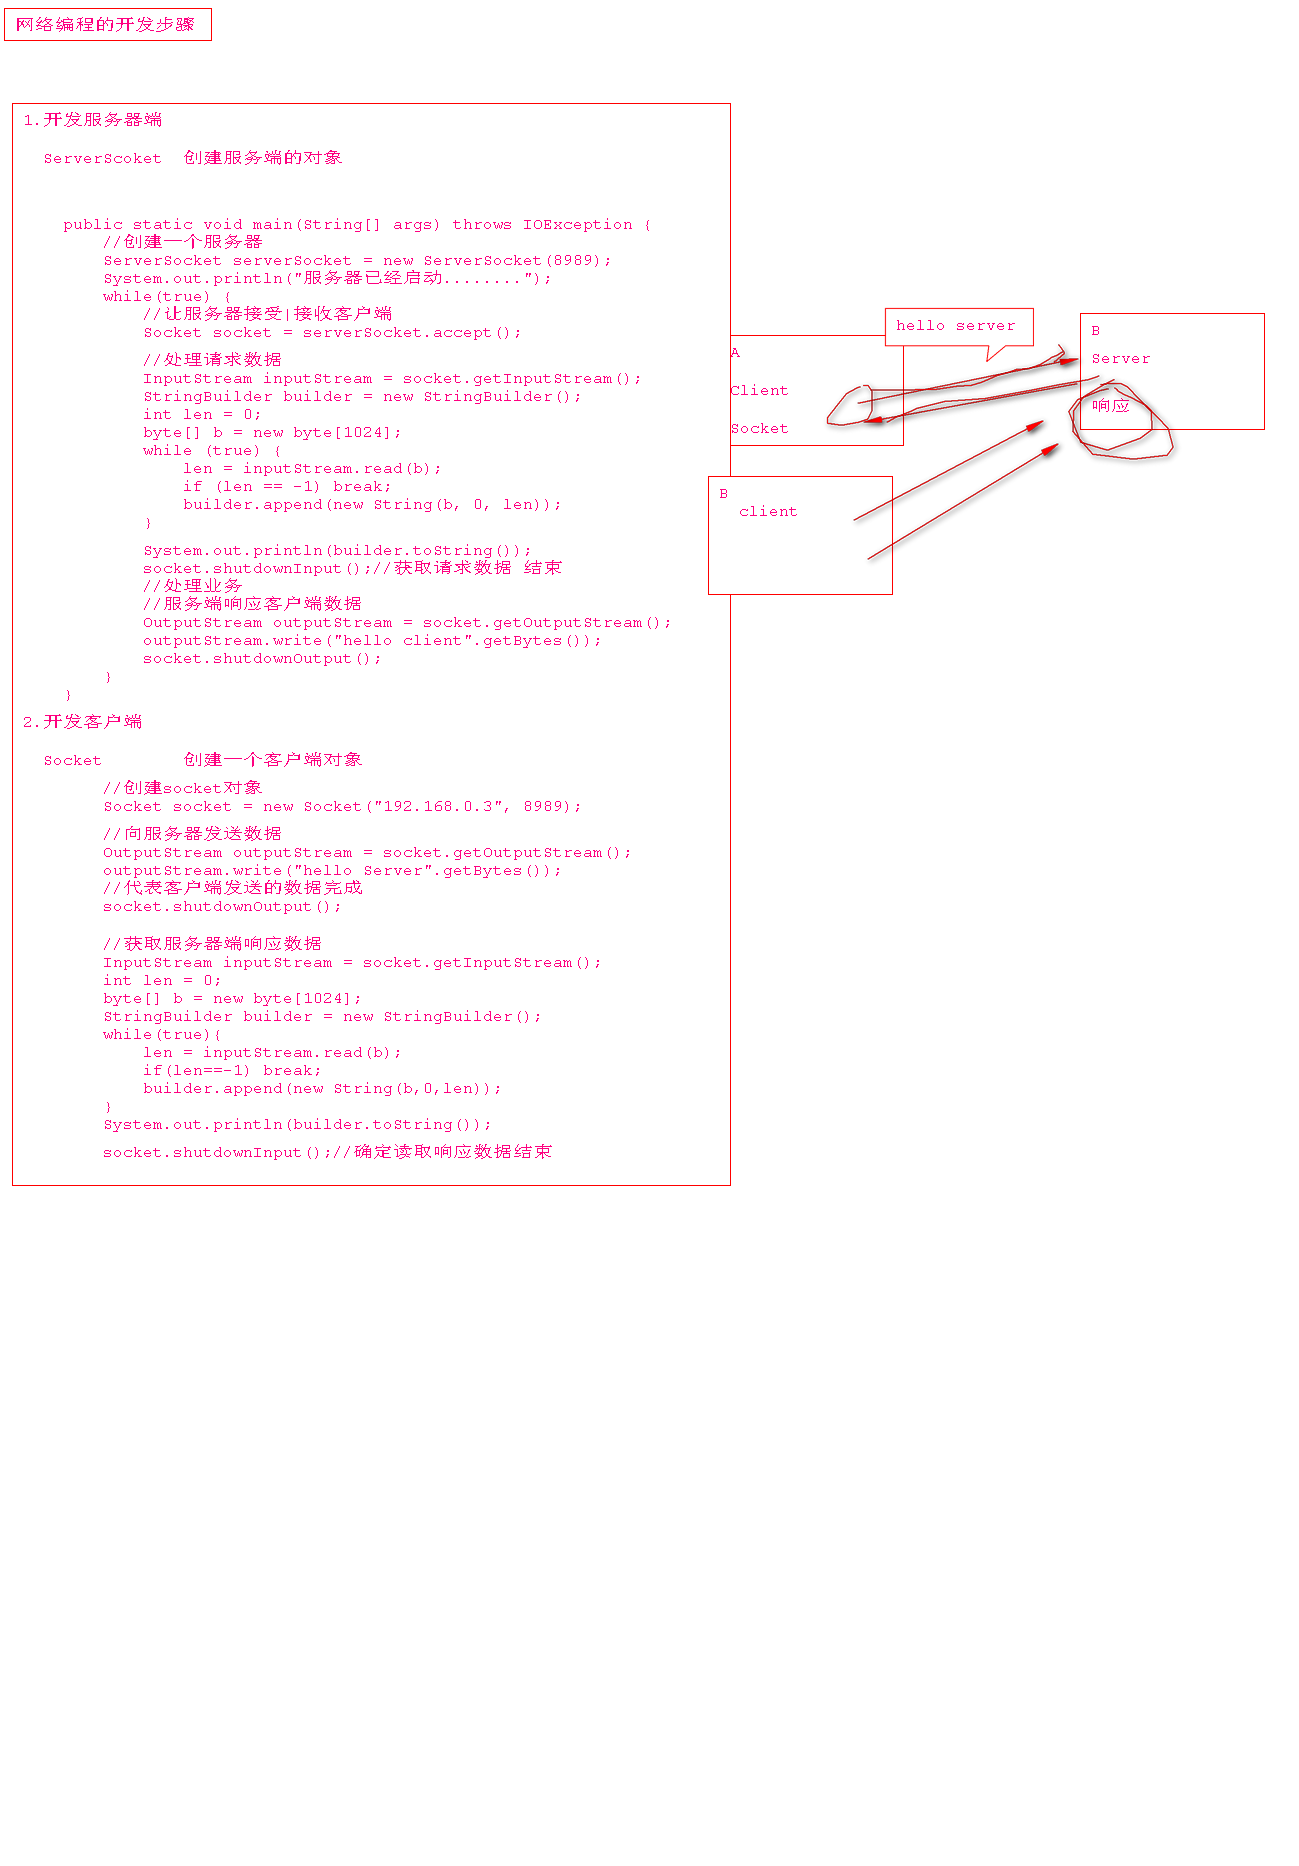 网络编程的开发步骤
1.开发服务器端
ServerScoket 创建服务端的对象
public static void main(String[] args) throws IOException {
//创建一个服务器
ServerSocket serverSocket = new ServerSocket(8989);
System.out.println("服务器已经启动........");
while(true) {
//让服务器接受|接收客户端
Socket socket = serverSocket.accept();
//处理请求数据
InputStream inputStream = socket.getInputStream();
StringBuilder builder = new StringBuilder();
int len = 0;
byte[] b = new byte[1024];
while (true) {
len = inputStream.read(b);
if (len == -1) break;
builder.append(new String(b, 0, len));
}
System.out.println(builder.toString());
socket.shutdownInput();//获取请求数据 结束
//处理业务
//服务端响应客户端数据
OutputStream outputStream = socket.getOutputStream();
outputStream.write("hello client".getBytes());
socket.shutdownOutput();
}
}
2.开发客户端
Socket 创建一个客户端对象
//创建socket对象
Socket socket = new Socket("192.168.0.3", 8989);
//向服务器发送数据
OutputStream outputStream = socket.getOutputStream();
outputStream.write("hello Server".getBytes());
//代表客户端发送的数据完成
socket.shutdownOutput();
//获取服务器端响应数据
InputStream inputStream = socket.getInputStream();
int len = 0;
byte[] b = new byte[1024];
StringBuilder builder = new StringBuilder();
while(true){
len = inputStream.read(b);
if(len==-1) break;
builder.append(new String(b,0,len));
}
System.out.println(builder.toString());
socket.shutdownInput();//确定读取响应数据结束
A
Client
Socket
hello server
B
Server
响应
B
client